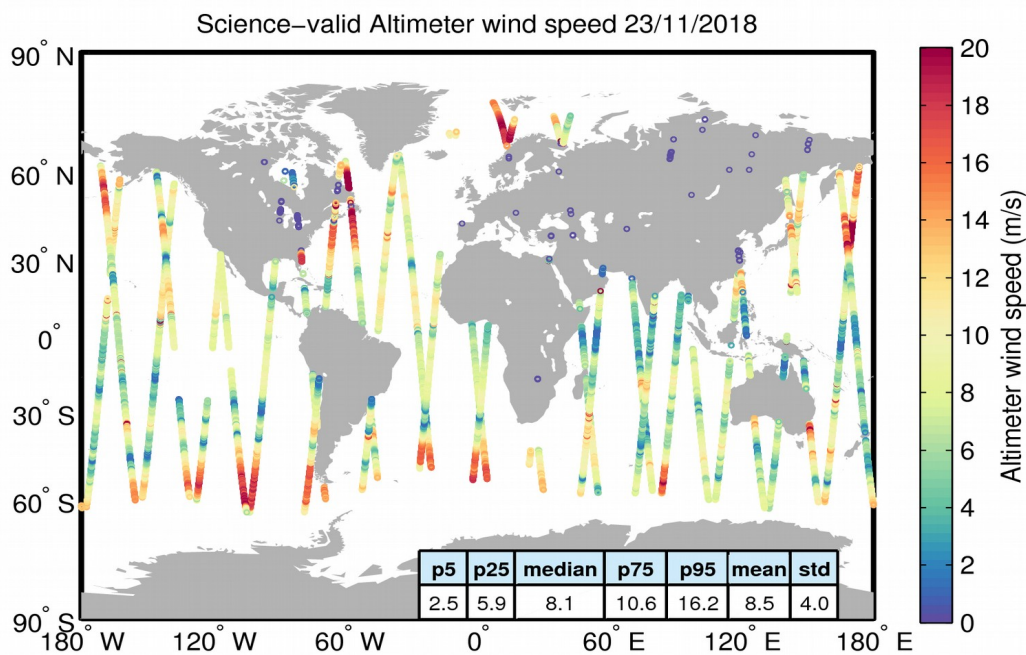 Science−valid Altimeter wind speed 23/11/2018
90° N
60° N
30° N
0°
30° S
60° S
90° S
180° W
120° W
60° W
0°
60° E
120° E
180° E
p5 p25 median p75 p95 mean std
2.5 5.9 8.1 10.6 16.2 8.5 4.0
20
18
16
14
12
10
8
6
4
2
0
Altimeter wind speed (m/s)